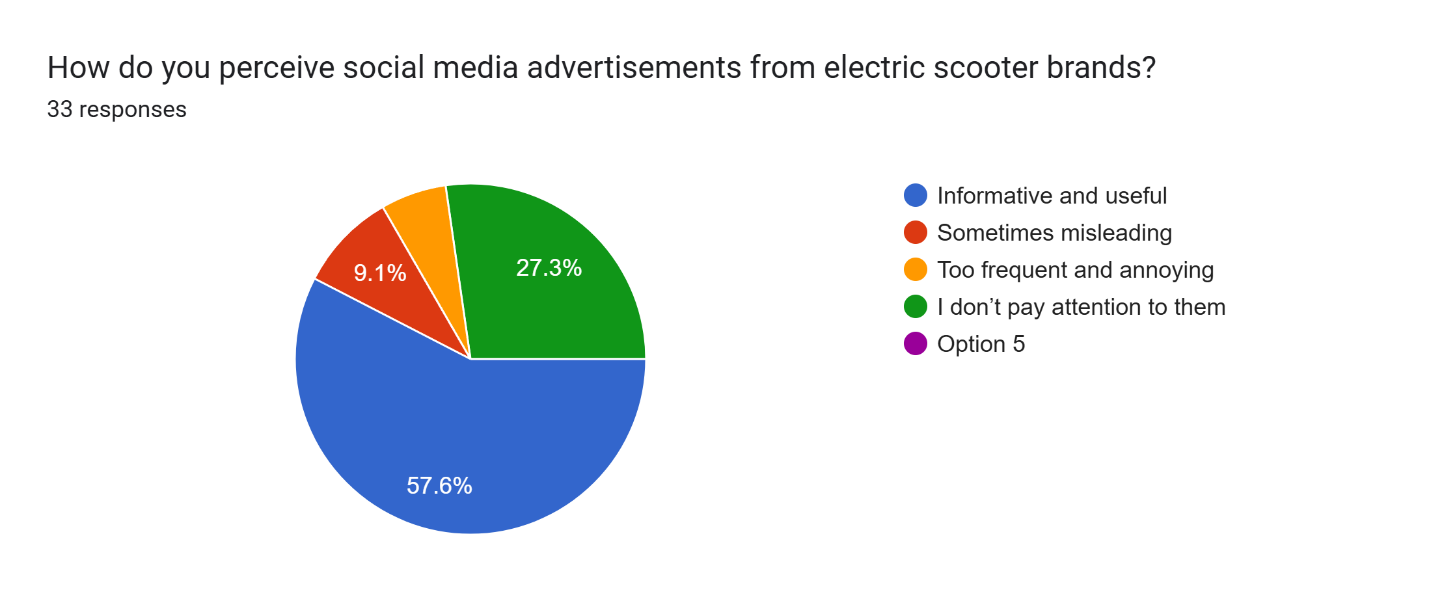 How do you perceive social media advertisements from electric scooter brands?
33 responses
27.3%
9.1%
57.6%
Informative and useful
Sometimes misleading
Too frequent and annoying
I don’t pay attention to them
Option 5